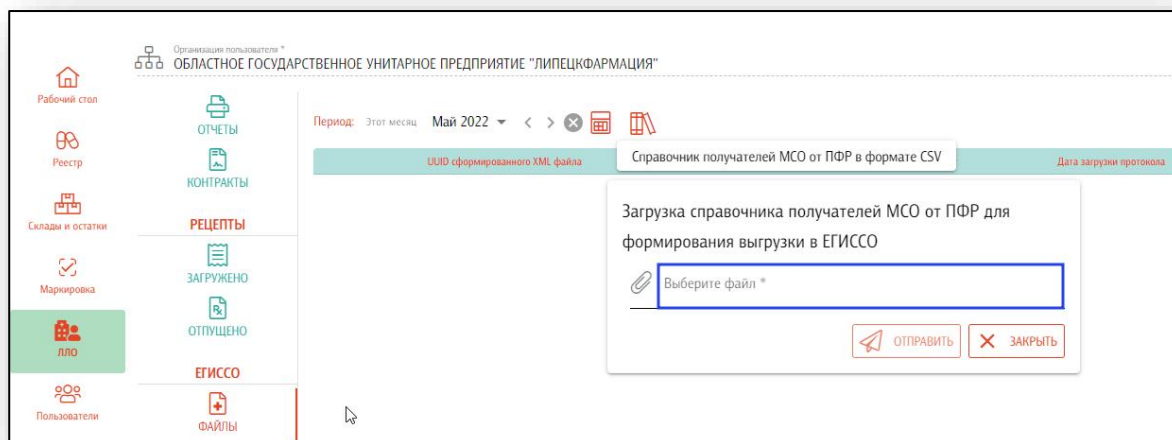 Организация пользователя *
ОБЛАСТНОЕ ГОСУДАРСТВЕННОЕ УНИТАРНОЕ ПРЕДПРИЯТИЕ "ЛИПЕЦКФАРМАЦИЯ"
Рабочий стол
Реестр
Склады и остатки
Маркировка
ЛЛО
Пользователи
ОТЧЕТЫ
КОНТРАКТЫ
РЕЦЕПТЫ
ЗАГРУЖЕНО
Rx
ОТПУЩЕНО
ЕГИССО
ФАЙЛЫ
Период: Этот месяц Май 2022
UUID сформированного XML файла
Справочник получателей МСО от ПФР в формате CSV
Дата загрузки протокола
Загрузка справочника получателей МСО от ПФР для
формирования выгрузки в ЕГИССО
Выберите файл *
ОТПРАВИТЬ
ЗАКРЫТЬ